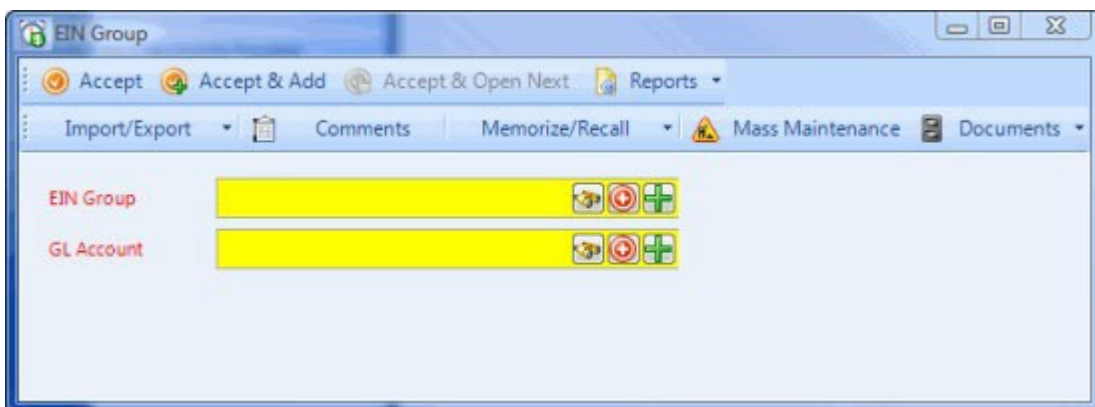 EIN Group
Accept Accept & Add Accept & Open Next Reports
Import/Export Comments Memorize/Recall Mass Maintenance Documents
EIN Group
GL Account